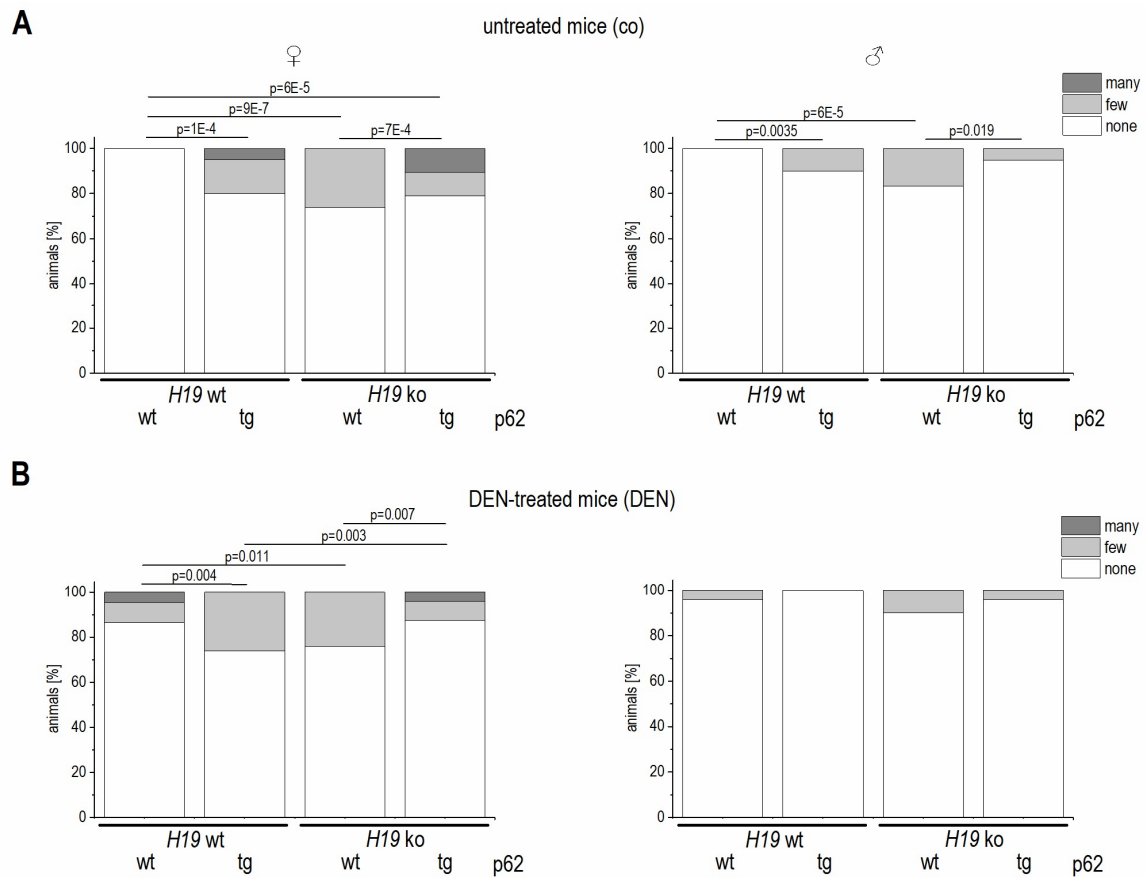 A
untreated mice (co)
♀
♂
p=6E-5
p=9E-7
p=1E-4
p=7E-4
100
80
60
40
20
0
animals [%]
H19 wt
H19 ko
wt
tg
wt
tg
p62
p=6E-5
p=0.0035
p=0.019
100
80
60
40
20
0
animals [%]
H19 wt
H19 ko
wt
tg
wt
tg
p62
many
few
none
B
DEN-treated mice (DEN)
p=0.007
p=0.003
p=0.011
p=0.004
100
80
60
40
20
0
animals [%]
H19 wt
H19 ko
wt
tg
wt
tg
p62
100
80
60
40
20
0
animals [%]
H19 wt
H19 ko
wt
tg
wt
tg
p62
many
few
none